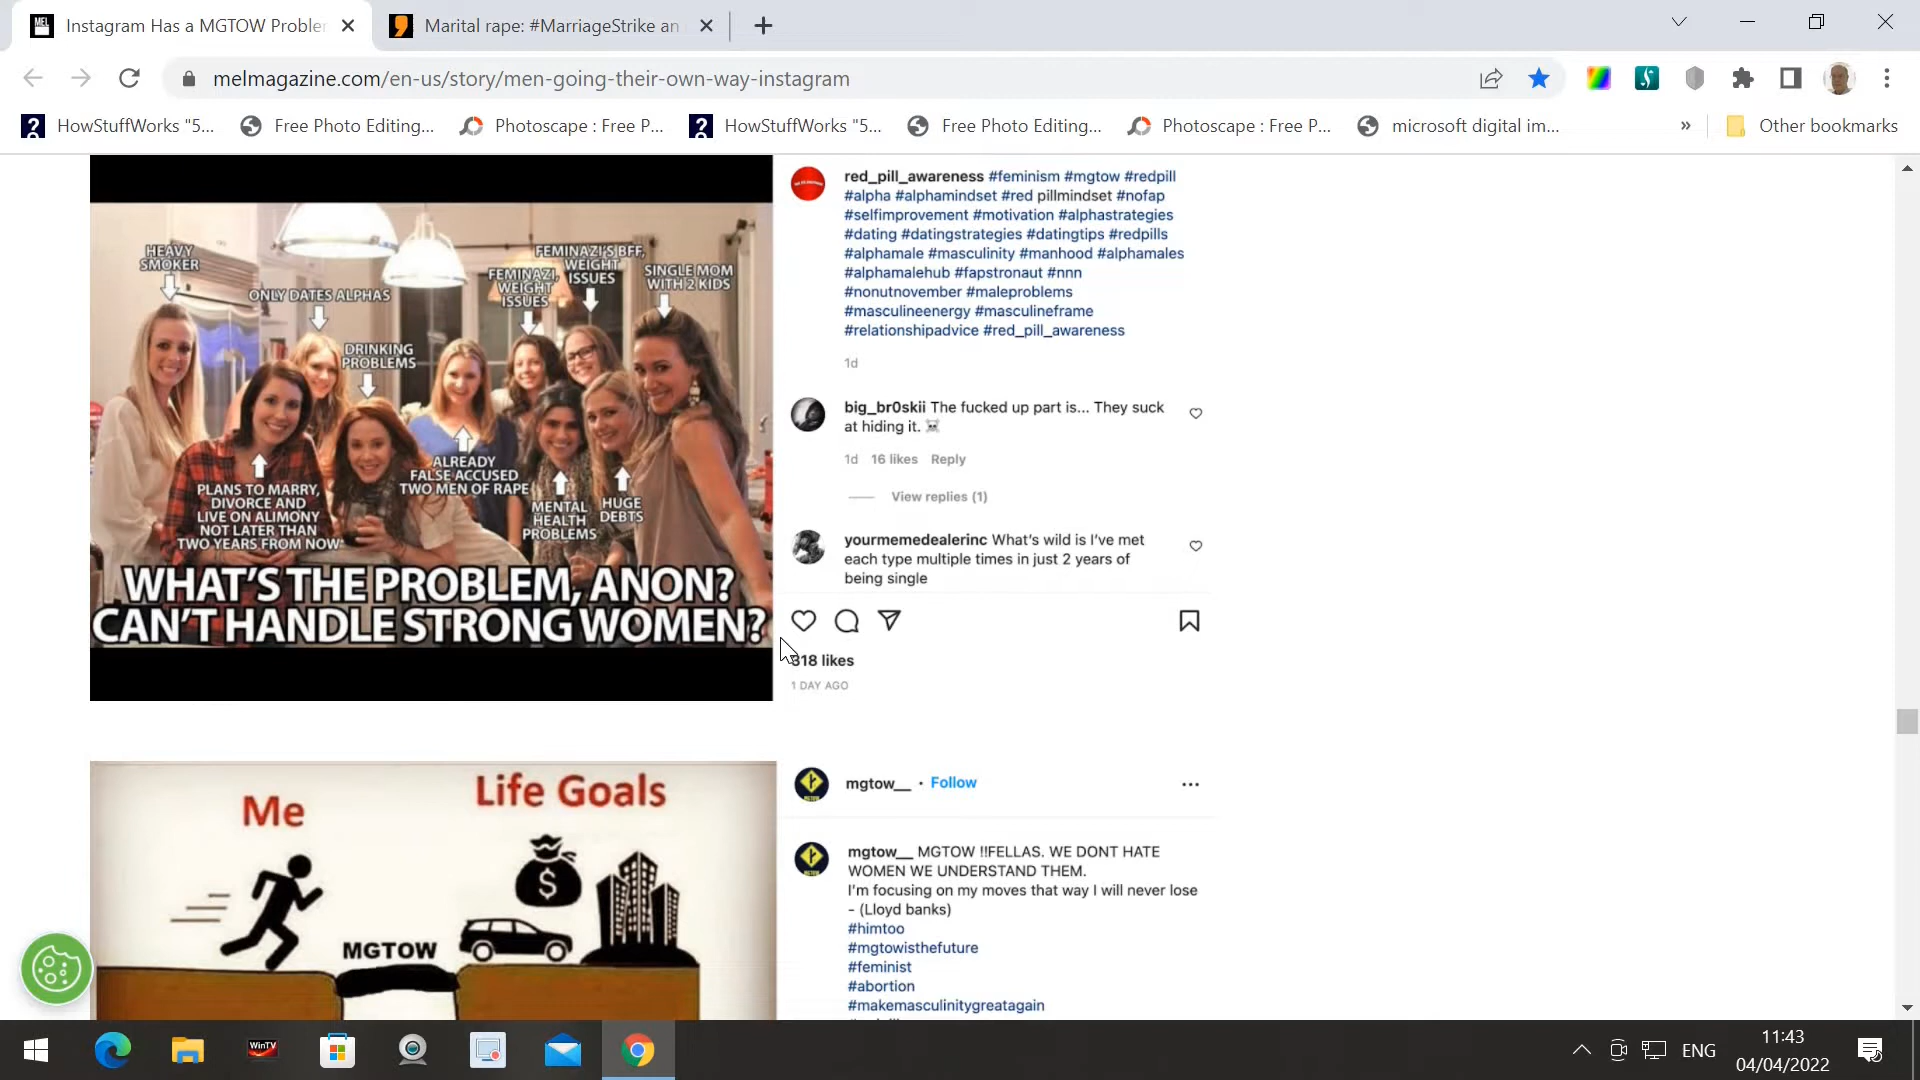 Instagram Has a MGTOW Probler
Marital rape: #MarriageStrike an
melmagazine.com/en-us/story/men-going-their-own-way-instagram
HowStuffWorks "5...
Free Photo Editing...
Photoscape : Free P...
HowStuffWorks "5...
Free Photo Editing...
Photoscape : Free P...
microsoft digital im...
»
Other bookmarks
HEAVY
SMOKER
ONLY DATES ALPHAS
DRINKING
PROBLEMS
FEMINAZI,
WEIGHT
ISSUES
FEMINAZI'S BFF,
WEIGHT
ISSUES
SINGLE MOM
WITH 2 KIDS
PLANS TO MARRY,
DIVORCE AND
LIVE ON ALIMONY
NOT LATER THAN
TWO YEARS FROM NOW
ALREADY
FALSE ACCUSED
TWO MEN OF RAPE
MENTAL
HEALTH
PROBLEMS
HUGE
DEBTS
WHAT'S THE PROBLEM, ANON?
CAN'T HANDLE STRONG WOMEN?
red_pill_awareness #feminism #mgtow #redpill
#alpha #alphamindset #red pillmindset #nofap
#selfimprovement #motivation #alphastrategies
#dating #datingstrategies #datingtips #redpills
#alphamale #masculinity #manhood #alphamales
#alphamalehub #fapstronaut #nnn
#nonutnovember #maleproblems
#masculineenergy #masculineframe
#relationshipadvice #red_pill_awareness
1d
big_br0skii The fucked up part is... They suck
at hiding it. ☠
1d 16 likes Reply
View replies (1)
yourmemedealerinc What's wild is I've met
each type multiple times in just 2 years of
being single
318 likes
1 DAY AGO
Me
Life Goals
$
MGTOW
mgtow__ • Follow
mgtow__ MGTOW !!FELLAS. WE DONT HATE
WOMEN WE UNDERSTAND THEM.
I'm focusing on my moves that way I will never lose
- (Lloyd banks)
#himtoo
#mgtowisthefuture
#feminist
#abortion
#makemasculinitygreatagain
WinTV
ENG
11:43
04/04/2022